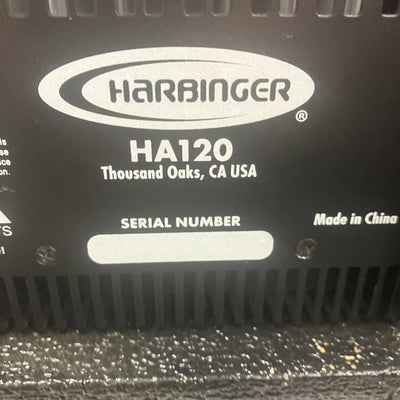 HARBINGER
®
HA120
Thousand Oaks, CA USA
SERIAL NUMBER
Made in China